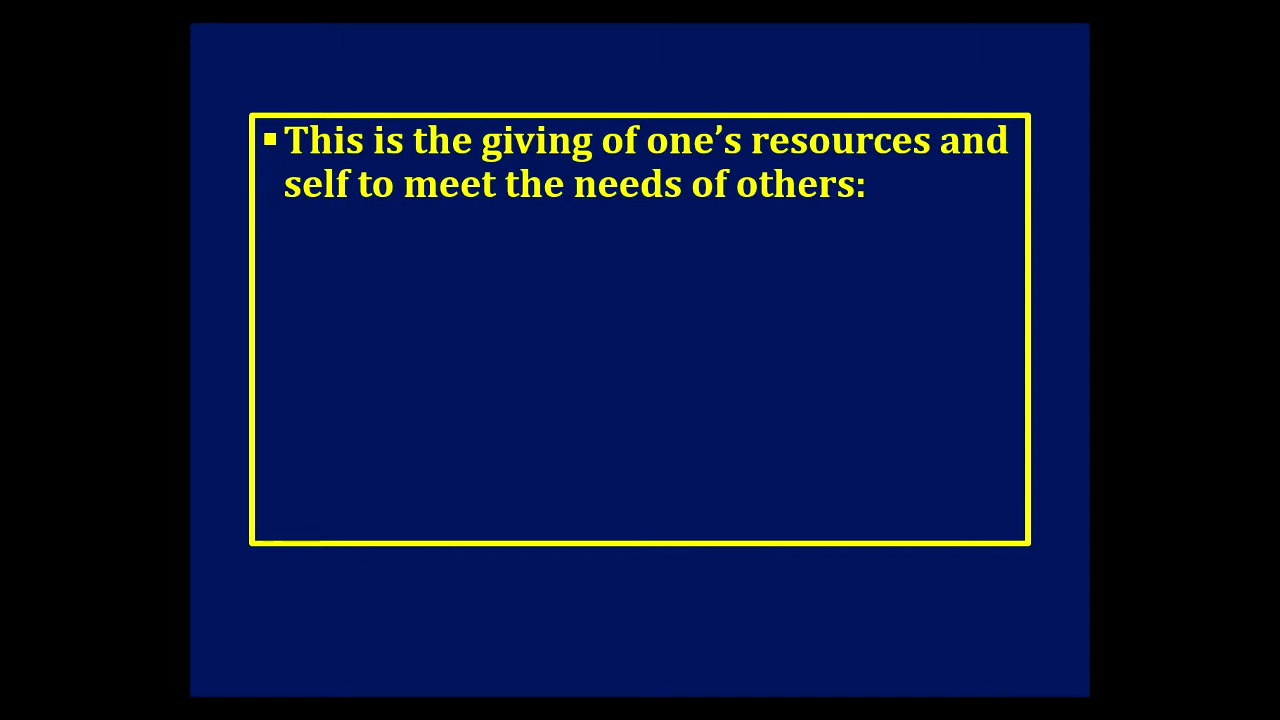 ▪ This is the giving of one’s resources and
self to meet the needs of others: